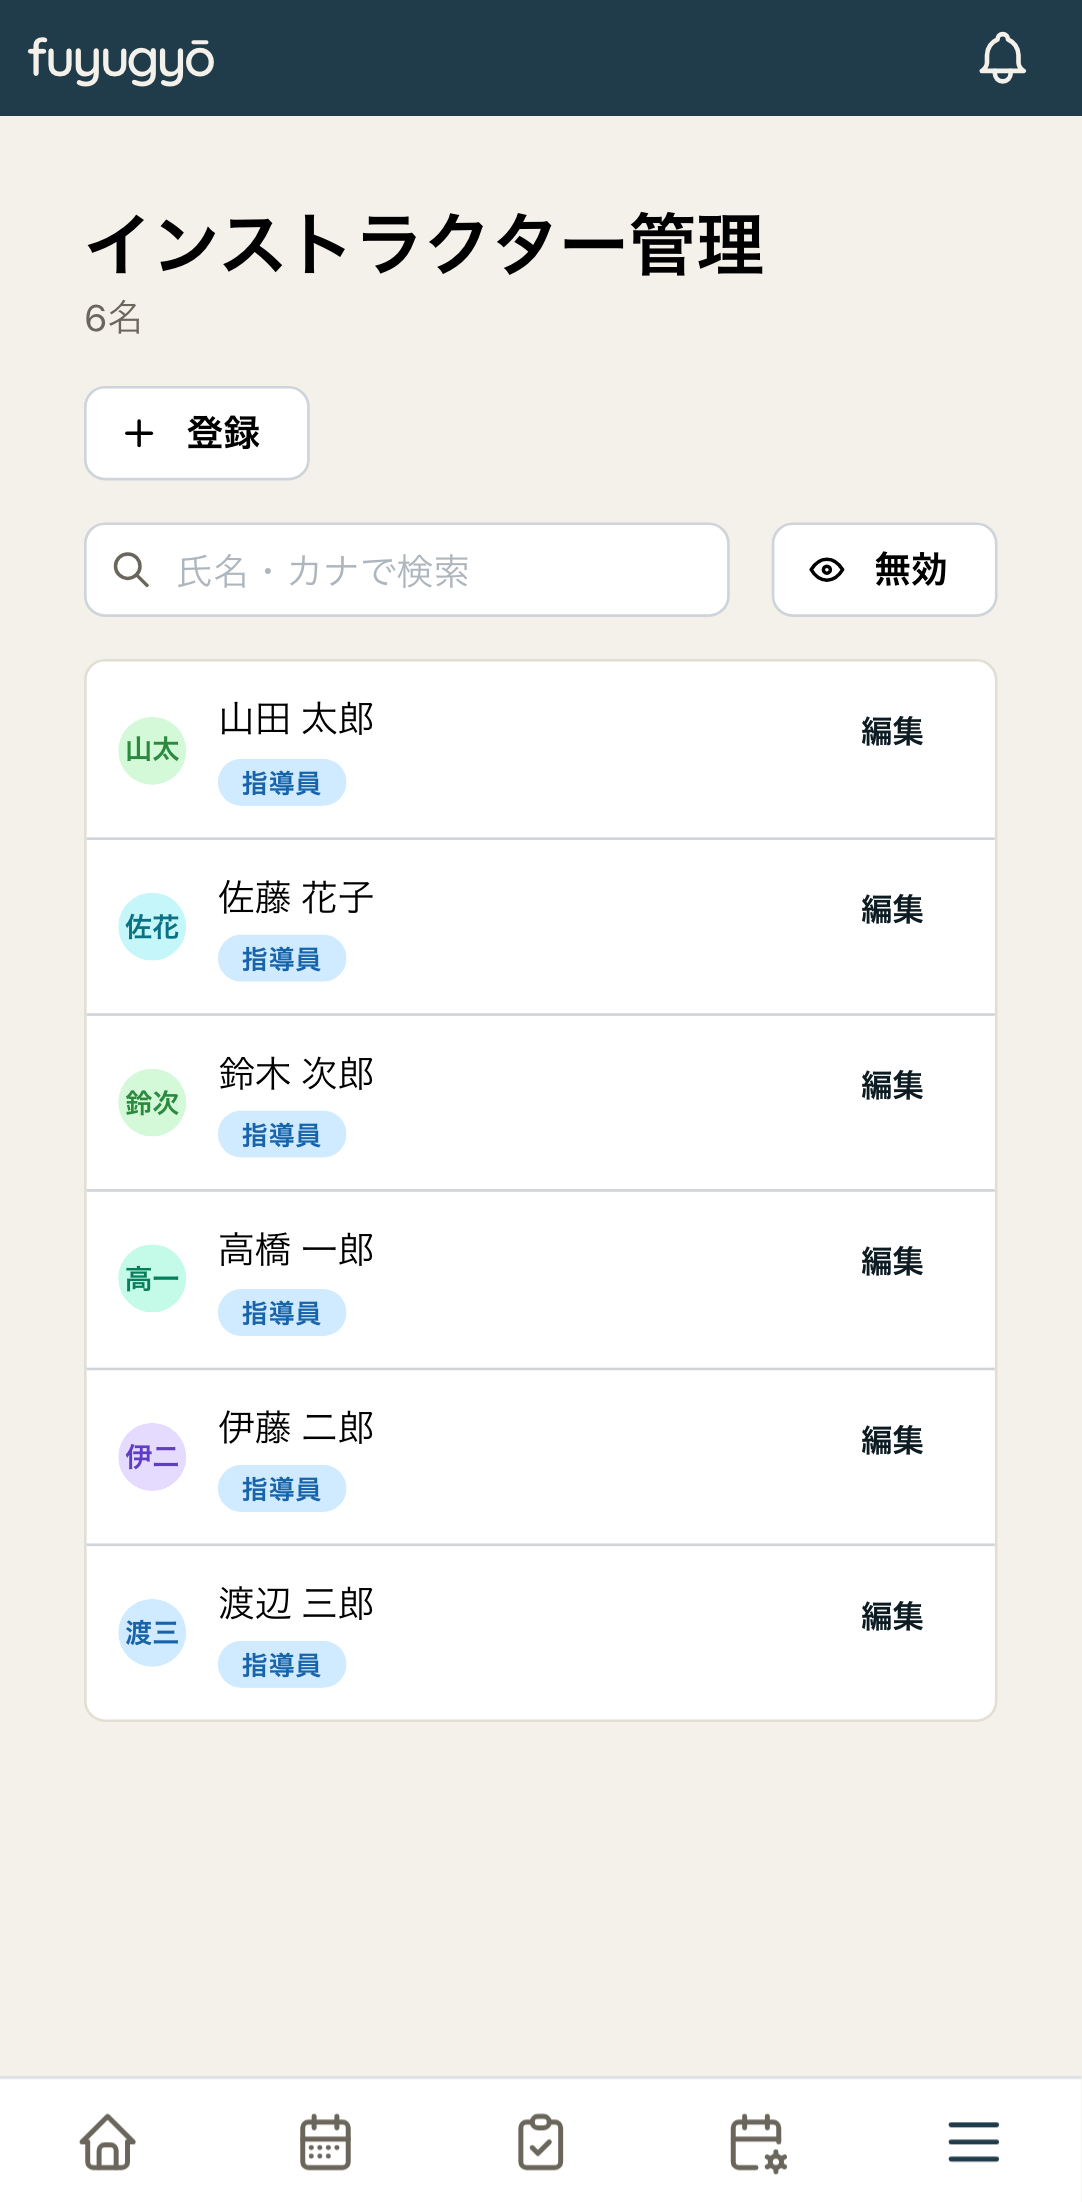 fuyugyō
インストラクター管理
6名
登録
氏名・カナで検索
無効
山太
山田 太郎
編集
指導員
佐花
佐藤 花子
編集
指導員
鈴次
鈴木 次郎
編集
指導員
高一
高橋 一郎
編集
指導員
伊二
伊藤 二郎
編集
指導員
渡三
渡辺 三郎
編集
指導員